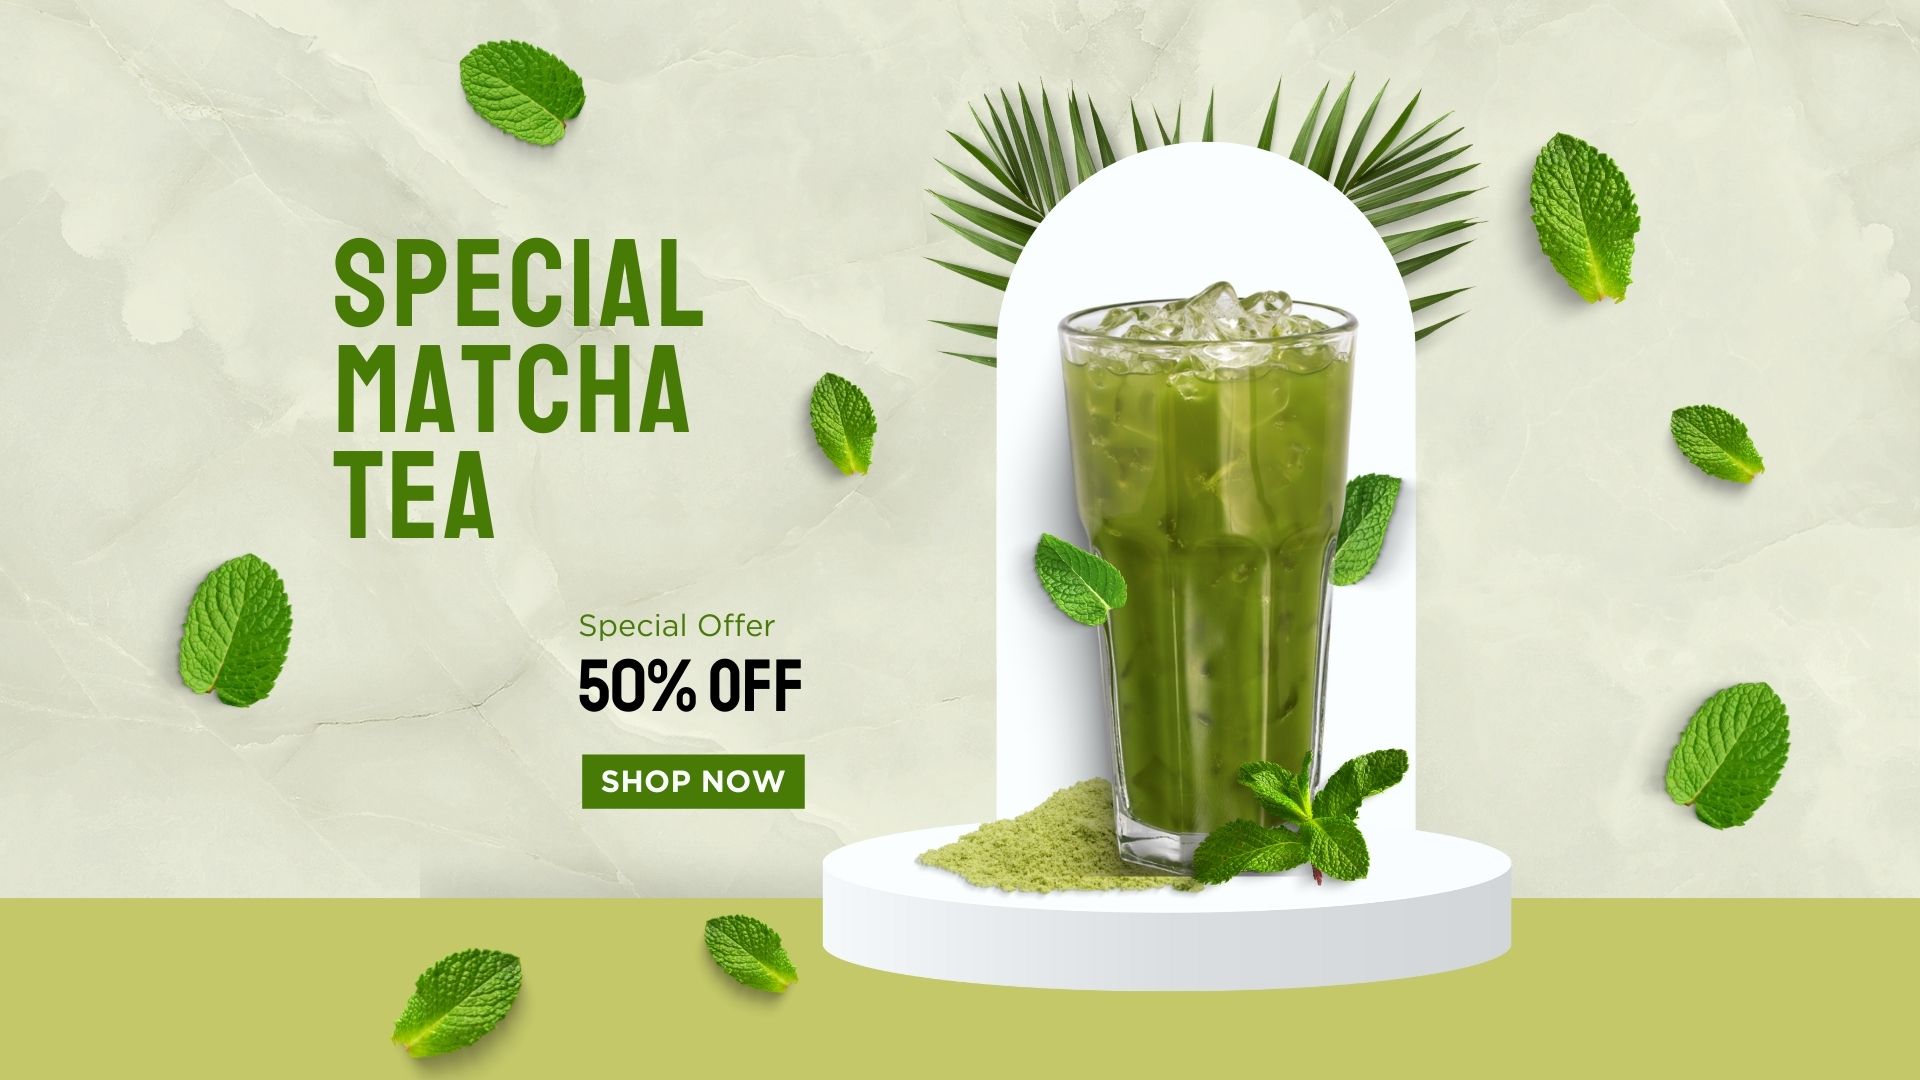 SPECIAL
MATCHA
TEA
Special Offer
50% OFF
SHOP NOW